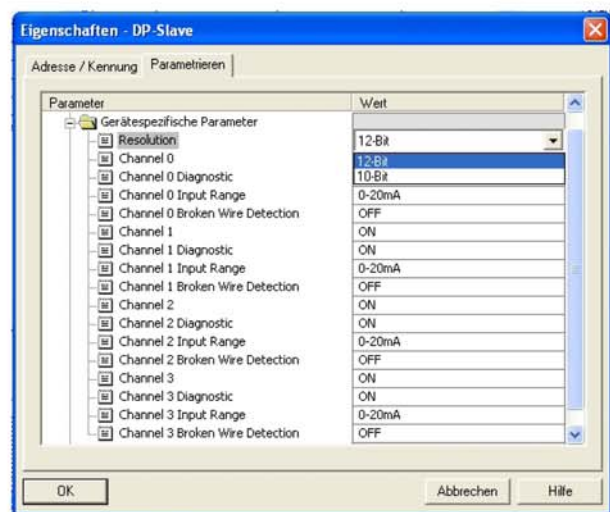 Eigenschaften - DP-Slave
Adresse / Kennung Parametrieren
Parameter Wert
Gerätespezifische Parameter
Resolution 12-Bit
Channel 0 12-Bit
Channel 0 Diagnostic 10-Bit
Channel 0 Input Range 0-20mA
Channel 0 Broken Wire Detection OFF
Channel 1 ON
Channel 1 Diagnostic ON
Channel 1 Input Range 0-20mA
Channel 1 Broken Wire Detection OFF
Channel 2 ON
Channel 2 Diagnostic ON
Channel 2 Input Range 0-20mA
Channel 2 Broken Wire Detection OFF
Channel 3 ON
Channel 3 Diagnostic ON
Channel 3 Input Range 0-20mA
Channel 3 Broken Wire Detection OFF
OK Abbrechen Hilfe